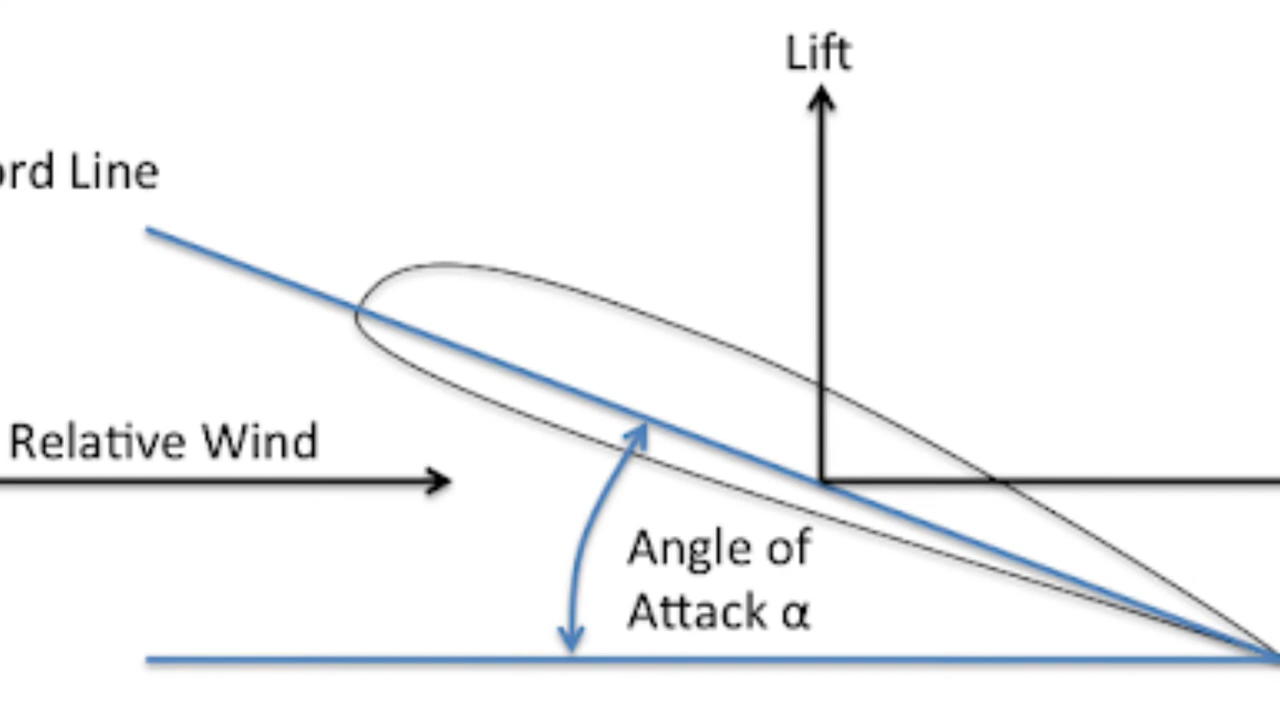 Lift
ord Line
Relative Wind
Angle of
Attack α